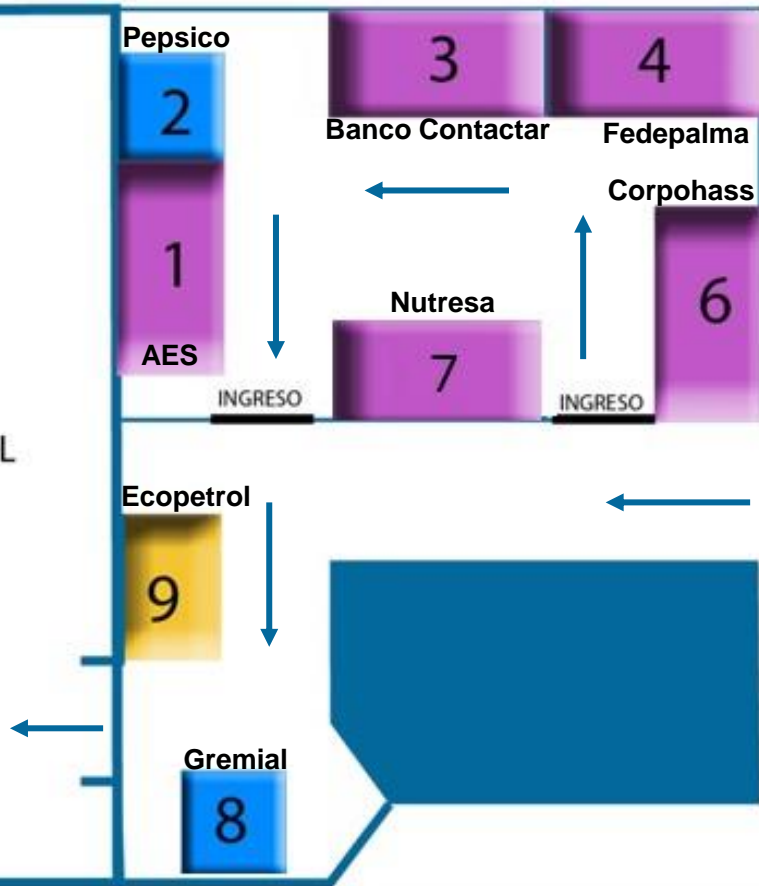 Pepsico
2
3
4
Banco Contactar
Fedepalma
Corpohass
1
AES
Nutresa
7
6
INGRESO
INGRESO
L
Ecopetrol
9
Gremial
8